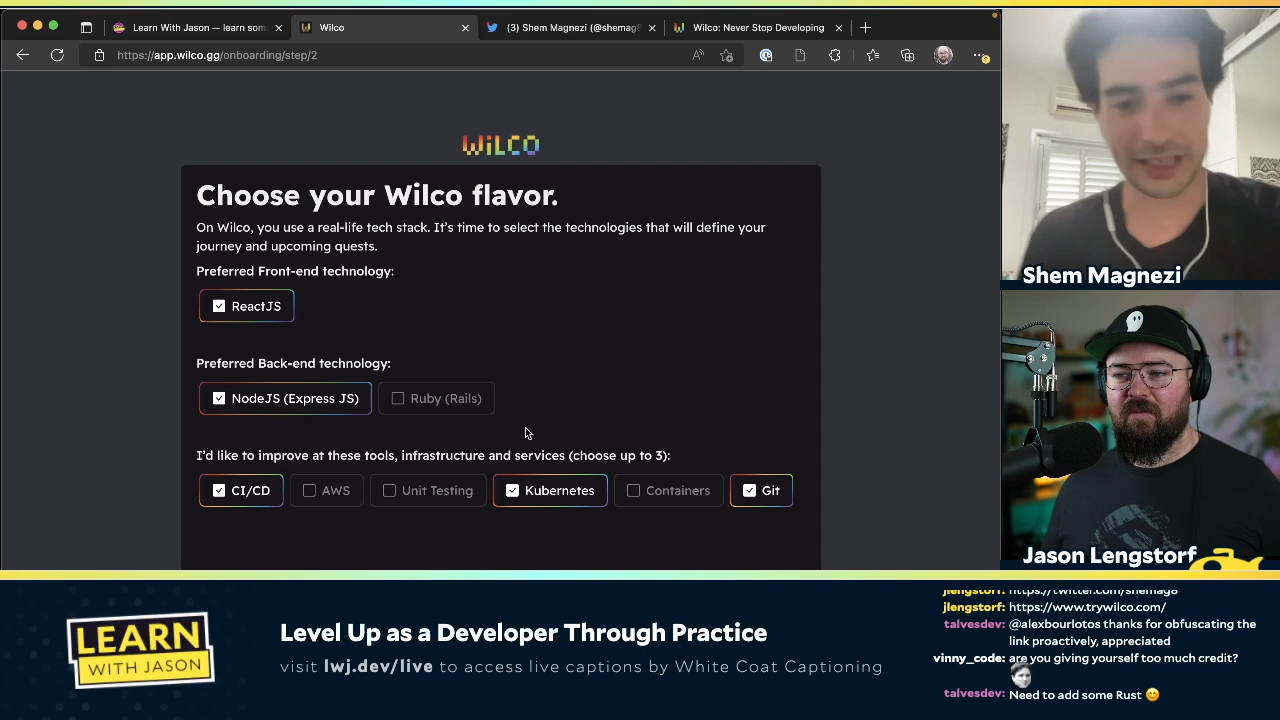 Learn With Jason — learn som
Wilco
(3) Shem Magnezi (@shemag8
Wilco: Never Stop Developing
https://app.wilco.gg/onboarding/step/2
WiLCO
Choose your Wilco flavor.
On Wilco, you use a real-life tech stack. It's time to select the technologies that will define your
journey and upcoming quests.
Preferred Front-end technology:
ReactJS
Preferred Back-end technology:
NodeJS (Express JS)
Ruby (Rails)
I'd like to improve at these tools, infrastructure and services (choose up to 3):
CI/CD
AWS
Unit Testing
Kubernetes
Containers
Git
Shem Magnezi
Jason Lengstorf
LEARN
WITH JASON
Level Up as a Developer Through Practice
visit lwj.dev/live to access live captions by White Coat Captioning
jlengstorf: https://twitter.com/shemag8
jlengstorf: https://www.trywilco.com/
talvesdev: @alexbourlotos thanks for obfuscating the
link proactively, appreciated
vinny_code: are you giving yourself too much credit?
talvesdev: Need to add some Rust 😊